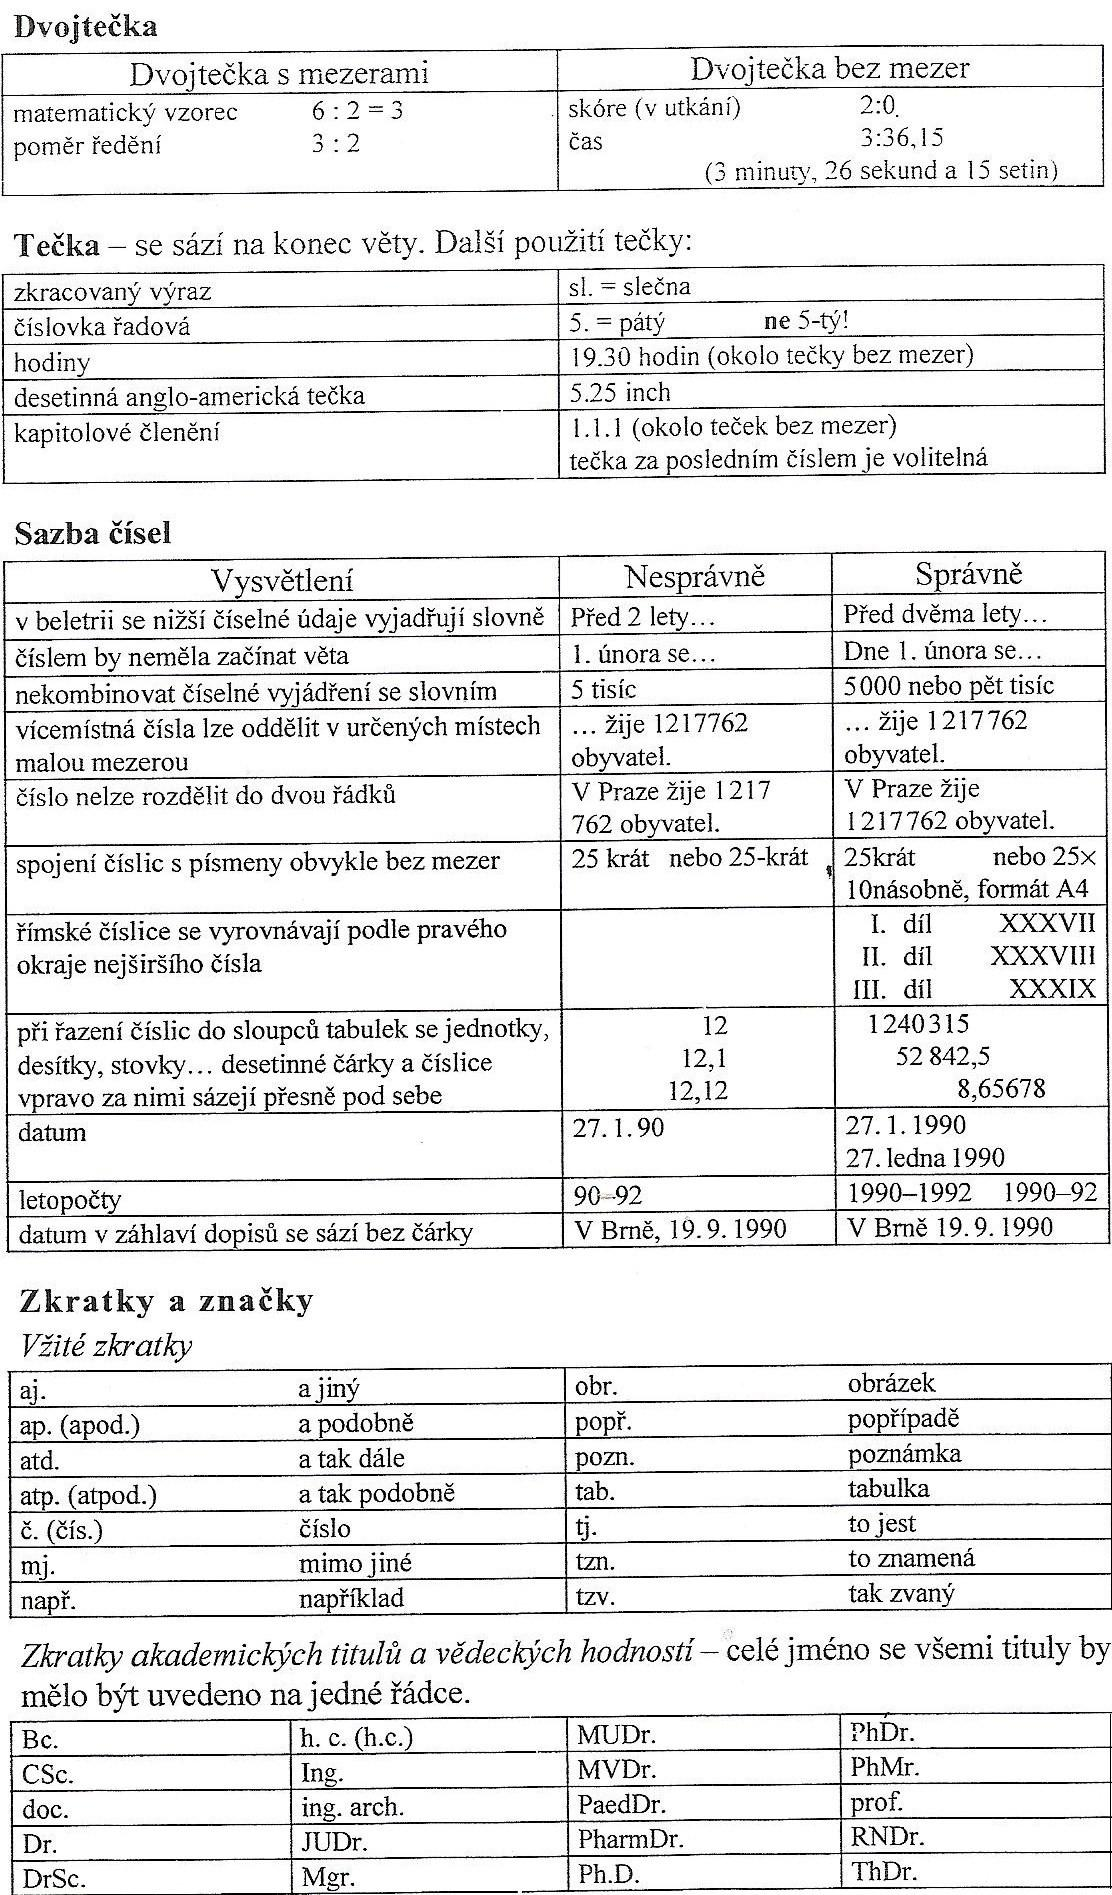 Dvojtečka
Dvojtečka s mezerami Dvojtečka bez mezer
matematický vzorec 6 : 2 = 3 skóre (v utkání) 2:0
poměr ředění 3 : 2 čas 3:36,15
(3 minuty, 26 sekund a 15 setin)
Tečka – se sází na konec věty. Další použití tečky:
zkracovaný výraz sl. = slečna
číslovka řadová 5. = pátý ne 5-tý!
hodiny 19.30 hodin (okolo tečky bez mezer)
desetinná anglo-americká tečka 5.25 inch
kapitolové členění 1.1.1 (okolo teček bez mezer)
tečka za posledním číslem je volitelná
Sazba čísel
Vysvětlení Nesprávně Správně
v beletrii se nižší číselné údaje vyjadřují slovně Před 2 lety… Před dvěma lety…
číslem by neměla začínat věta 1. února se… Dne 1. února se…
nekombinovat číselné vyjádření se slovním 5 tisíc 5 000 nebo pět tisíc
vícemístná čísla lze oddělit v určených místech … žije 1217762 … žije 1 217 762
malou mezerou obyvatel. obyvatel.
číslo nelze rozdělit do dvou řádků V Praze žije 1 217 V Praze žije
762 obyvatel. 1 217 762 obyvatel.
spojení číslic s písmeny obvykle bez mezer 25 krát nebo 25-krát 25krát nebo 25×
10násobně, formát A4
římské číslice se vyrovnávají podle pravého I. díl XXXVII
okraje nejširšího čísla II. díl XXXVIII
III. díl XXXIX
při řazení číslic do sloupců tabulek se jednotky, 12 1 240 315
desítky, stovky… desetinné čárky a číslice 12,1 52 842,5
vpravo za nimi sázejí přesně pod sebe 12,12 8,65678
datum 27. 1. 90 27. 1. 1990
27. ledna 1990
letopočty 90–92 1990–1992 1990–92
datum v záhlaví dopisů se sází bez čárky V Brně, 19. 9. 1990 V Brně 19. 9. 1990
Zkratky a značky
Vžité zkratky
aj. a jiný obr. obrázek
ap. (apod.) a podobně popř. popřípadě
atd. a tak dále pozn. poznámka
atp. (atpod.) a tak podobně tab. tabulka
č. (čís.) číslo tj. to jest
mj. mimo jiné tzn. to znamená
např. například tzv. tak zvaný
Zkratky akademických titulů a vědeckých hodností – celé jméno se všemi tituly by
mělo být uvedeno na jedné řádce.
Bc. h. c. (h.c.) MUDr. PhDr.
CSc. Ing. MVDr. PhMr.
doc. ing. arch. PaedDr. prof.
Dr. JUDr. PharmDr. RNDr.
DrSc. Mgr. Ph.D. ThDr.